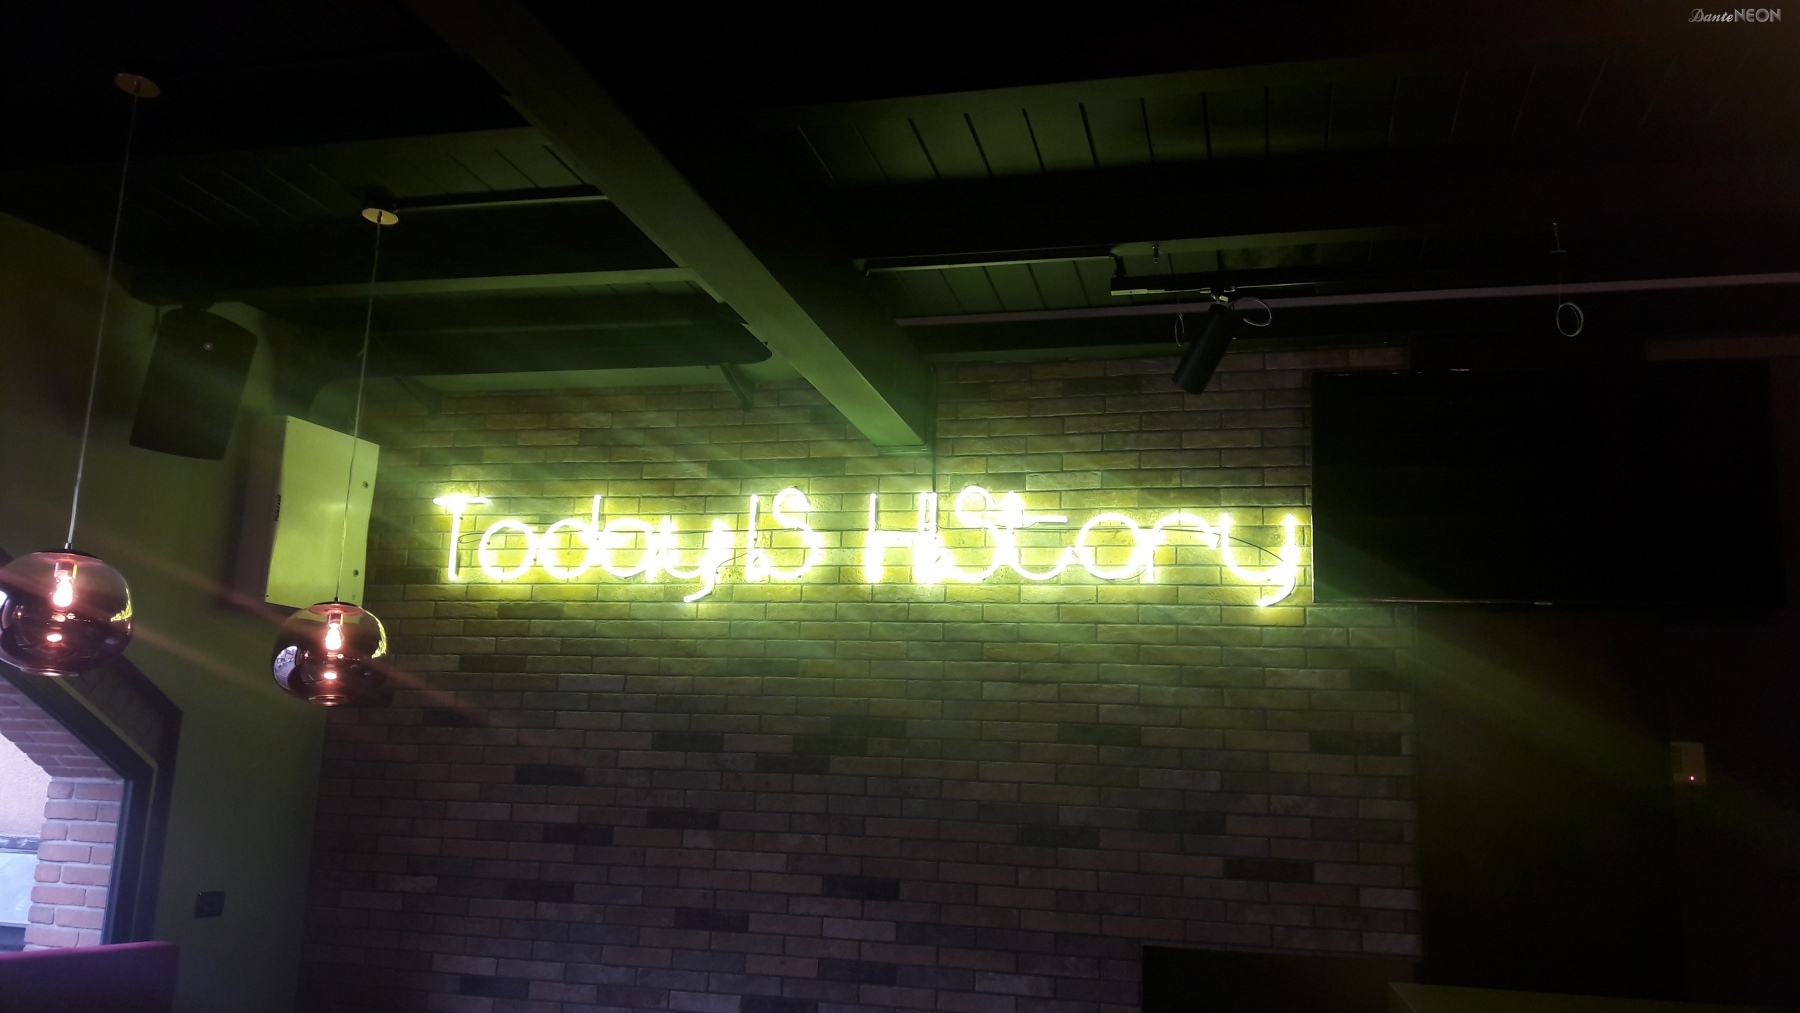 DanteNEON
Today IS HiStory